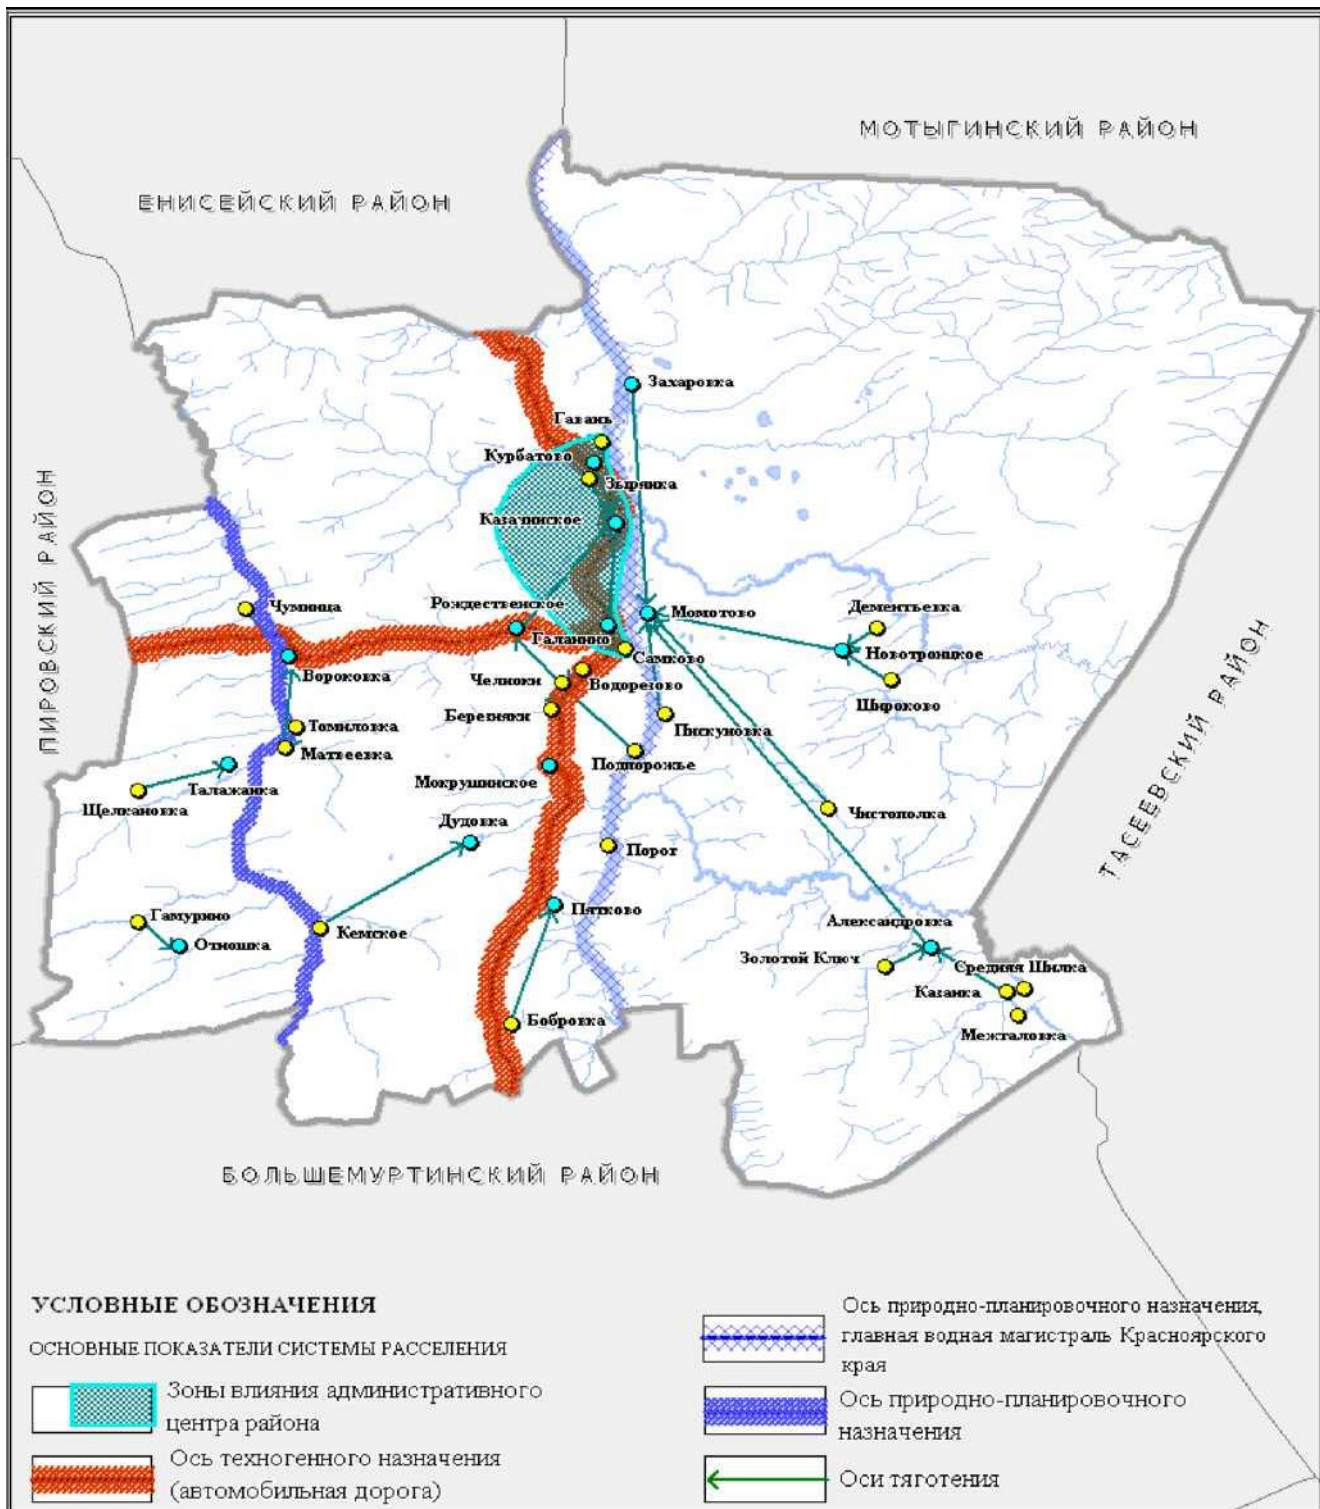 МОТЫГИНСКИЙ РАЙОН
ЕНИСЕЙСКИЙ РАЙОН
ПИРОВСКИЙ РАЙОН
ТАСЕЕВСКИЙ РАЙОН
БОЛЬШЕМУРТИНСКИЙ РАЙОН
Захаровка
Гавань
Курбатово
Зырянка
Казачинское
Рождественское
Момотово
Дементьевка
Чумница
Галанино
Самково
Новотроицкое
Вороковка
Челноки
Водорезово
Широково
Томиловка
Березняки
Пискуновка
Матвеевка
Подпорожье
Талажанка
Мокрушинское
Щелкановка
Дудовка
Чистополка
Порог
Гамурино
Отношка
Кемское
Пятково
Александровка
Золотой Ключ
Средняя Шилка
Казанка
Бобровка
Межталовка
УСЛОВНЫЕ ОБОЗНАЧЕНИЯ
ОСНОВНЫЕ ПОКАЗАТЕЛИ СИСТЕМЫ РАССЕЛЕНИЯ
Зоны влияния административного
центра района
Ось техногенного назначения
(автомобильная дорога)
Ось природно-планировочного назначения,
главная водная магистраль Красноярского
края
Ось природно-планировочного
назначения
Оси тяготения